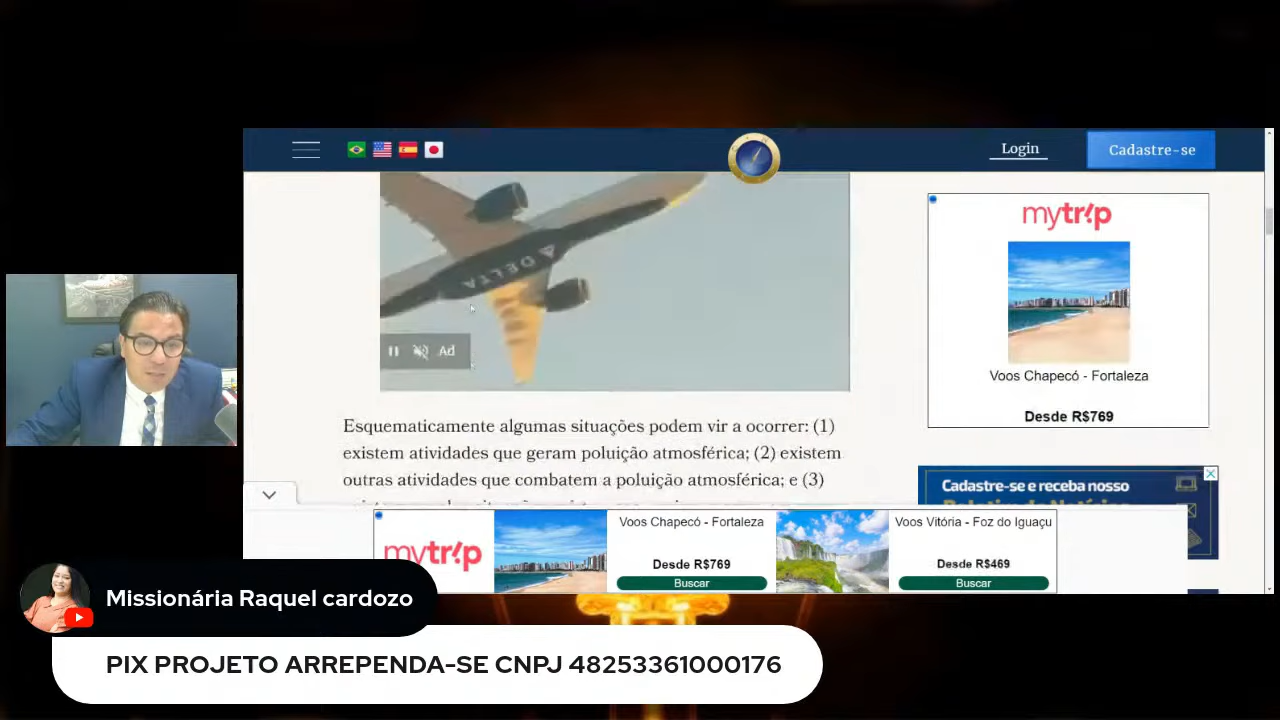 Login
Cadastre-se
DELTA
Ad
mytr!p
Voos Chapecó - Fortaleza
Desde R$769
Esquematicamente algumas situações podem vir a ocorrer: (1)
existem atividades que geram poluição atmosférica; (2) existem
outras atividades que combatem a poluição atmosférica; e (3)
Cadastre-se e receba nosso
mytr!p
Voos Chapecó - Fortaleza
Desde R$769
Buscar
Voos Vitória - Foz do Iguaçu
Desde R$469
Buscar
Missionária Raquel cardozo
PIX PROJETO ARREPENDA-SE CNPJ 48253361000176